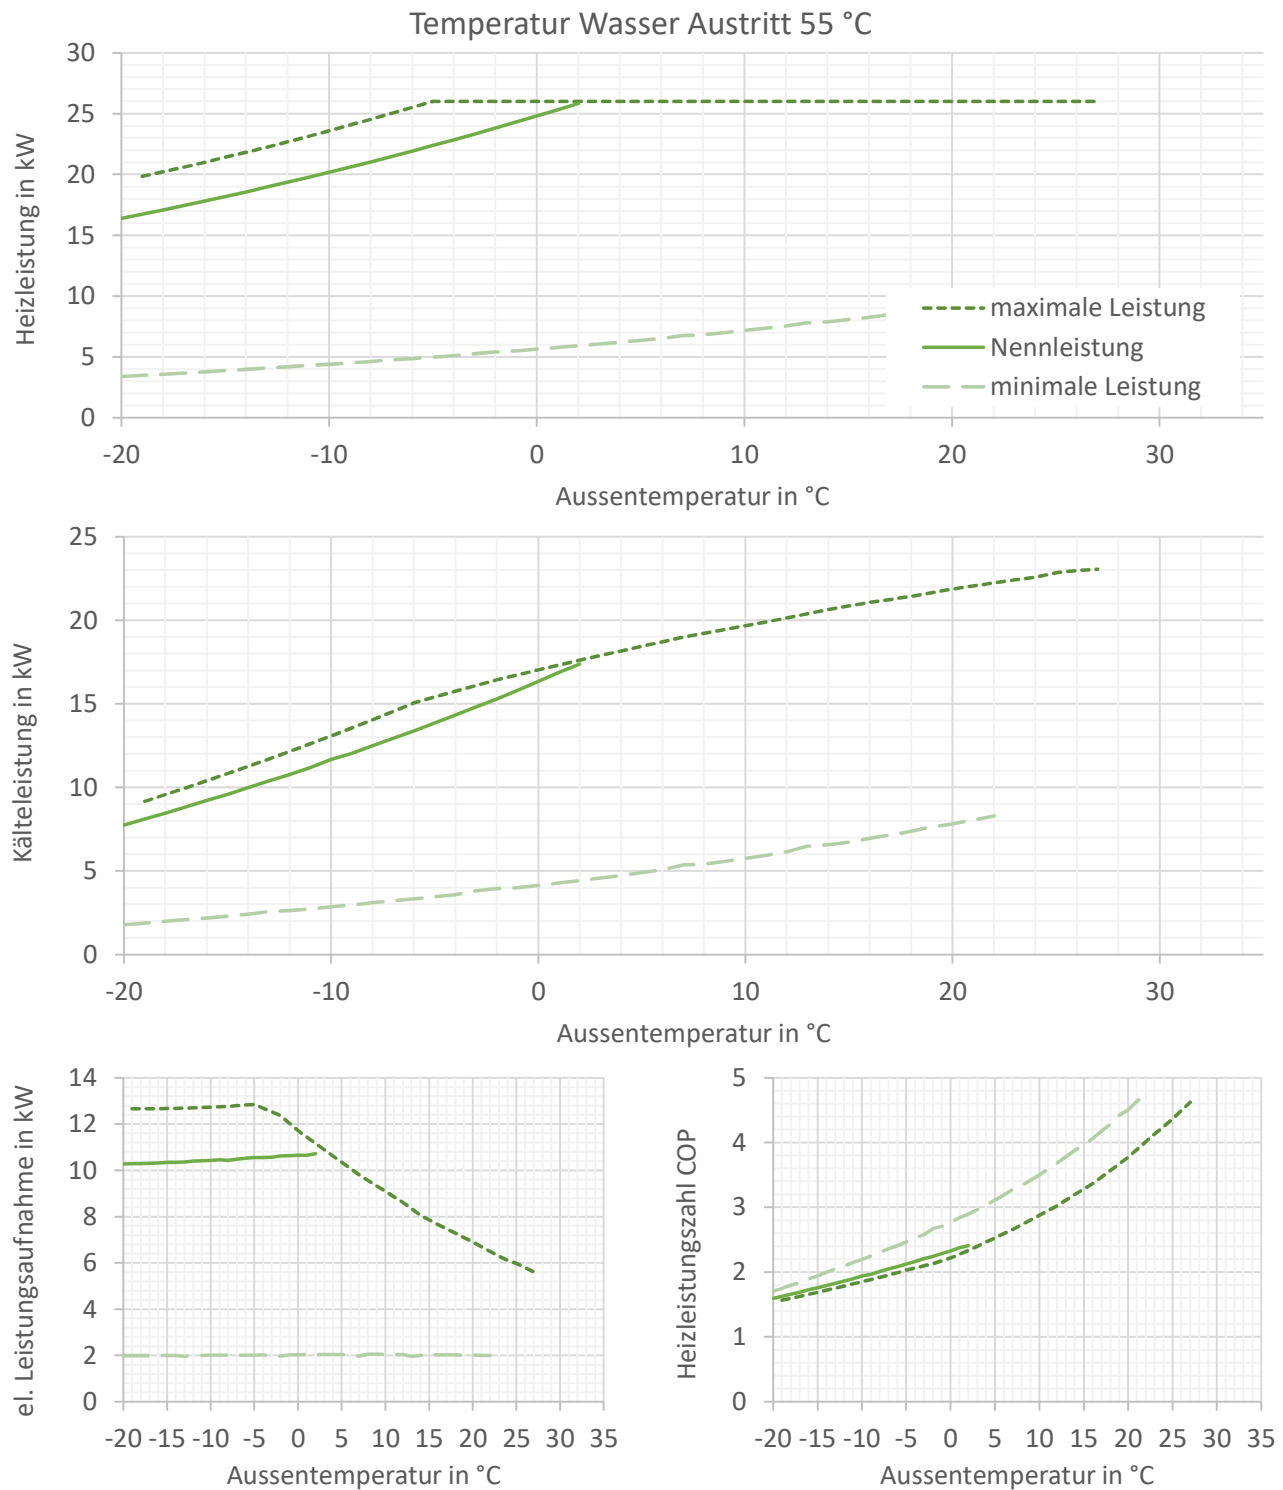 Temperatur Wasser Austritt 55 °C
Heizleistung in kW
30
25
20
15
10
5
0
maximale Leistung
Nennleistung
minimale Leistung
-20 -10 0 10 20 30
Aussentemperatur in °C
Kälteleistung in kW
25
20
15
10
5
0
-20 -10 0 10 20 30
Aussentemperatur in °C
el. Leistungsaufnahme in kW
14
12
10
8
6
4
2
0
-20 -15 -10 -5 0 5 10 15 20 25 30 35
Aussentemperatur in °C
Heizleistungszahl COP
5
4
3
2
1
0
-20 -15 -10 -5 0 5 10 15 20 25 30 35
Aussentemperatur in °C